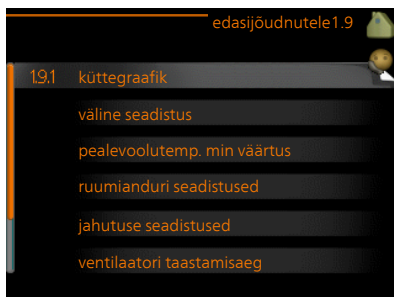 edasijõudnutele1.9
1.9.1 küttegraafik
väline seadistus
pealevoolutemp. min väärtus
ruumianduri seadistused
jahutuse seadistused
ventilaatori taastamisaeg